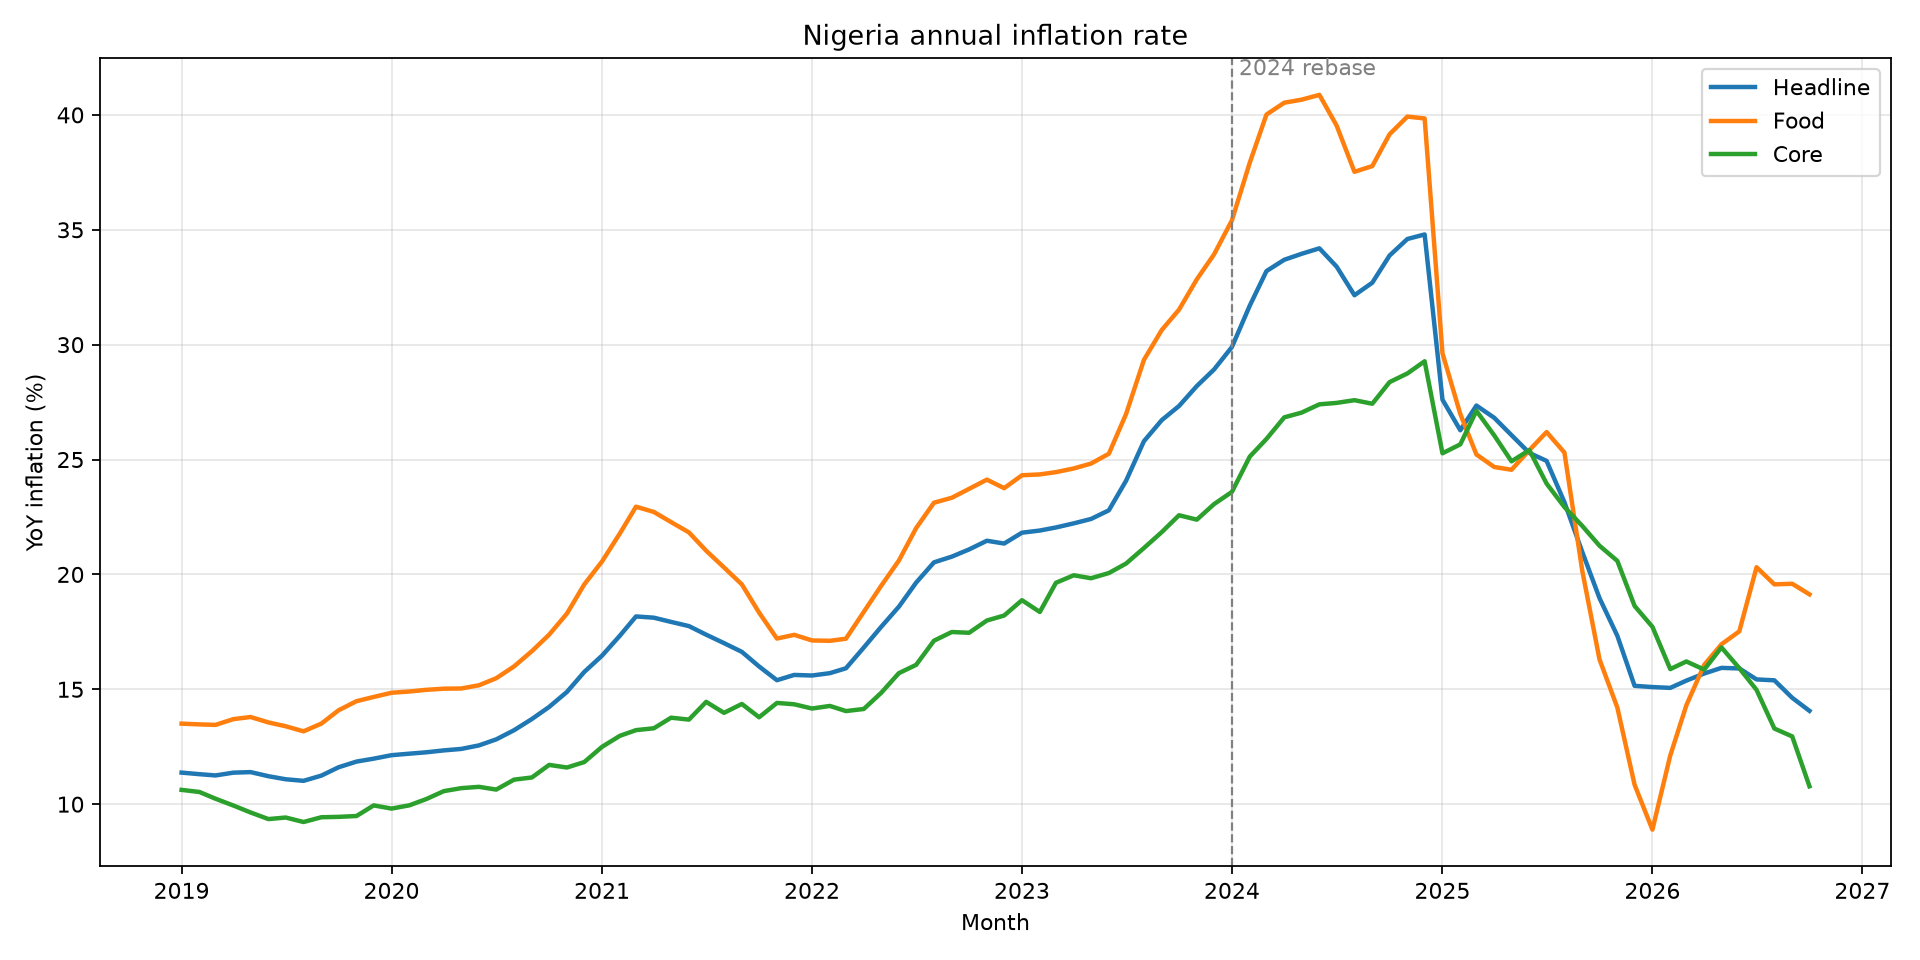 Nigeria annual inflation rate
2024 rebase
Headline
Food
Core
YoY inflation (%)
40
35
30
25
20
15
10
2019 2020 2021 2022 2023 2024 2025 2026 2027
Month